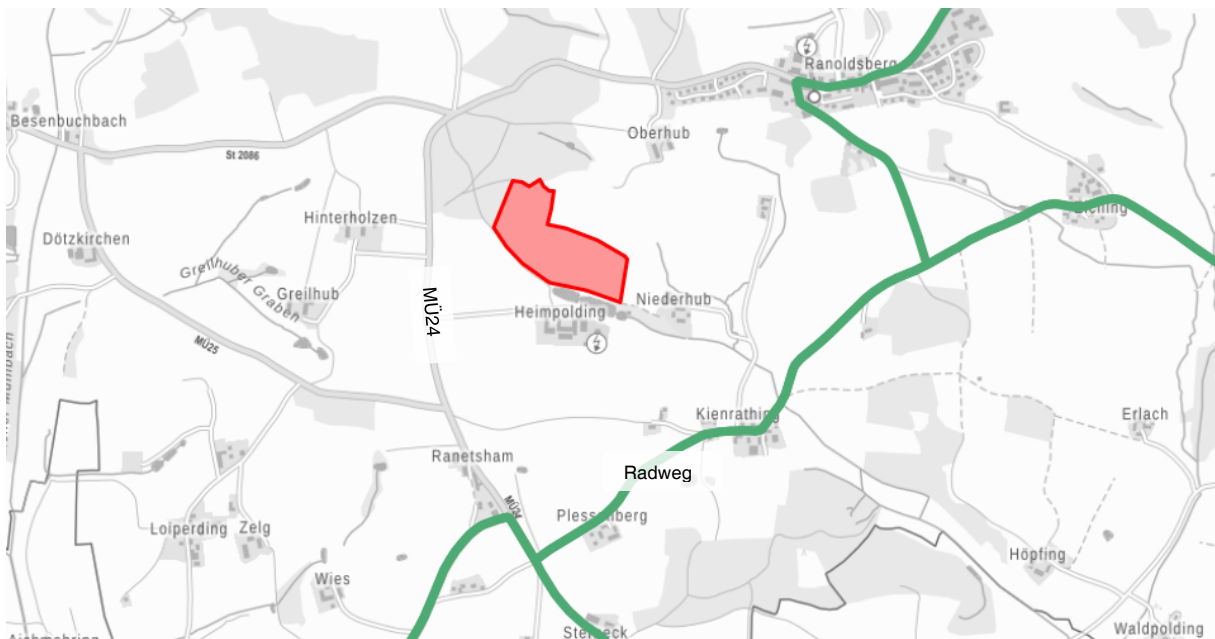 Ranoldsberg
Besenbuchbach
Oberhub
St 2086
Hinterholzen
Dötzkirchen
Greilhuber Graben
Greilhub
MÜ24
Heimpolding
Niederhub
MÜ25
Kienrathing
Erlach
Ranetsham
Radweg
MÜ24
Plessenberg
Loiperding
Zelg
Höpfing
Wies
Waldpolding